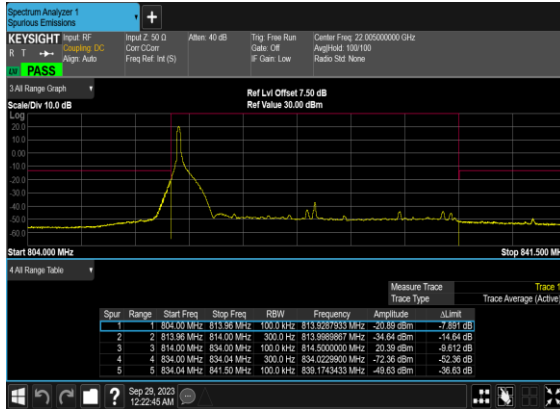 Spectrum Analyzer 1
Spurious Emissions
+
KEYSIGHT Input: RF Input Z: 50 Ω Atten: 40 dB Trig: Free Run Center Freq: 22.005000000 GHz
R T Coupling: DC Corr CCorr Gate: Off Avg|Hold: 100/100
Align: Auto Freq Ref: Int (S) IF Gain: Low Radio Std: None
PASS
3 All Range Graph
Ref Lvl Offset 7.50 dB
Scale/Div 10.0 dB Ref Value 30.00 dBm
Log
20.0
10.0
0.00
-10.0
-20.0
-30.0
-40.0
-50.0
-60.0
Start 804.000 MHz Stop 841.500 MHz
4 All Range Table
Measure Trace Trace 1
Trace Type Trace Average (Active)
Spur Range Start Freq Stop Freq RBW Frequency Amplitude ΔLimit
1 1 804.00 MHz 813.96 MHz 100.0 kHz 813.9287933 MHz -20.89 dBm -7.891 dB
2 2 813.96 MHz 814.00 MHz 300.0 Hz 813.9989867 MHz -34.64 dBm -14.64 dB
3 3 814.00 MHz 834.00 MHz 100.0 kHz 814.5000000 MHz 20.39 dBm -9.612 dB
4 4 834.00 MHz 834.04 MHz 300.0 Hz 834.0229900 MHz -72.36 dBm -52.36 dB
5 5 834.04 MHz 841.50 MHz 100.0 kHz 839.1743433 MHz -49.63 dBm -36.63 dB
? Sep 29, 2023
12:22:45 AM